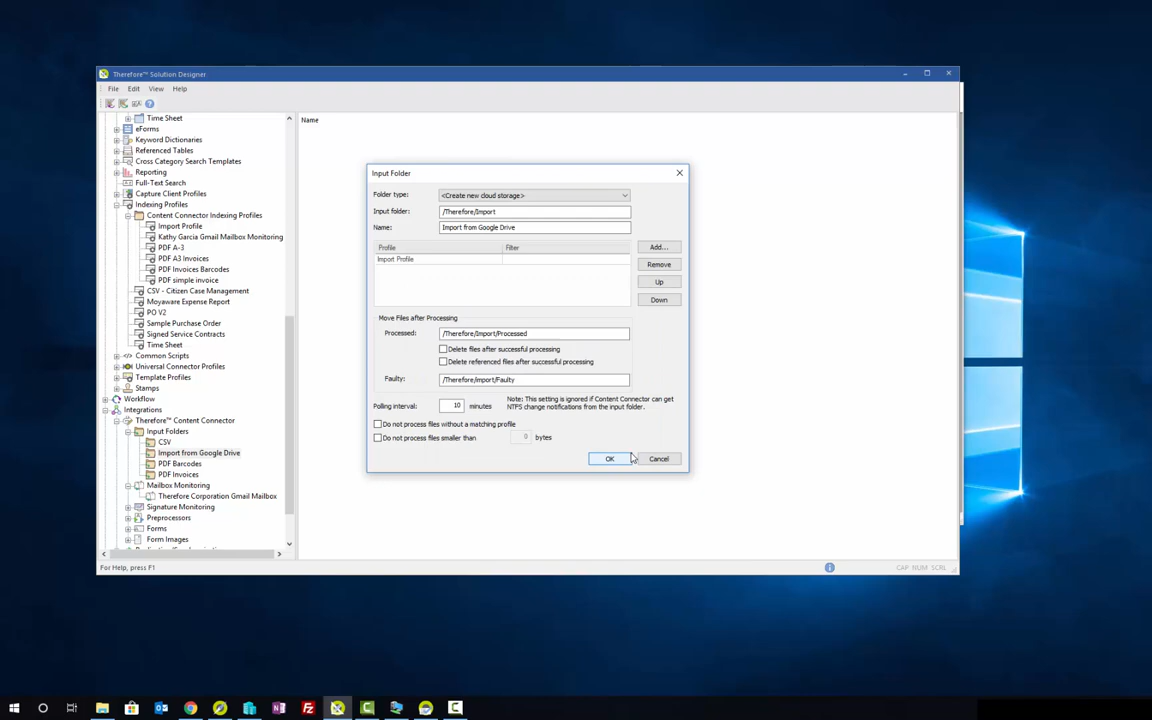 Therefore™ Solution Designer
File Edit View Help
Time Sheet
eForms
Keyword Dictionaries
Referenced Tables
Cross Category Search Templates
Reporting
Full-Text Search
Capture Client Profiles
Indexing Profiles
Content Connector Indexing Profiles
Import Profile
Kathy Garcia Gmail Mailbox Monitoring
PDF A-3
PDF A3 Invoices
PDF Invoices Barcodes
PDF simple invoice
CSV - Citizen Case Management
Moyaware Expense Report
PO V2
Sample Purchase Order
Signed Service Contracts
Time Sheet
Common Scripts
Universal Connector Profiles
Template Profiles
Stamps
Workflow
Integrations
Therefore™ Content Connector
Input Folders
CSV
Import from Google Drive
PDF Barcodes
PDF Invoices
Mailbox Monitoring
Therefore Corporation Gmail Mailbox
Signature Monitoring
Preprocessors
Forms
Form Images
Name
Input Folder
Folder type: <Create new cloud storage>
Input folder: /Therefore/Import
Name: Import from Google Drive
Profile Filter
Import Profile
Add...
Remove
Up
Down
Move Files after Processing
Processed: /Therefore/Import/Processed
Delete files after successful processing
Delete referenced files after successful processing
Faulty: /Therefore/Import/Faulty
Polling interval: 10 minutes
Note: This setting is ignored if Content Connector can get
NTFS change notifications from the input folder.
Do not process files without a matching profile
Do not process files smaller than 0 bytes
OK Cancel
For Help, press F1
CAP NUM SCRL